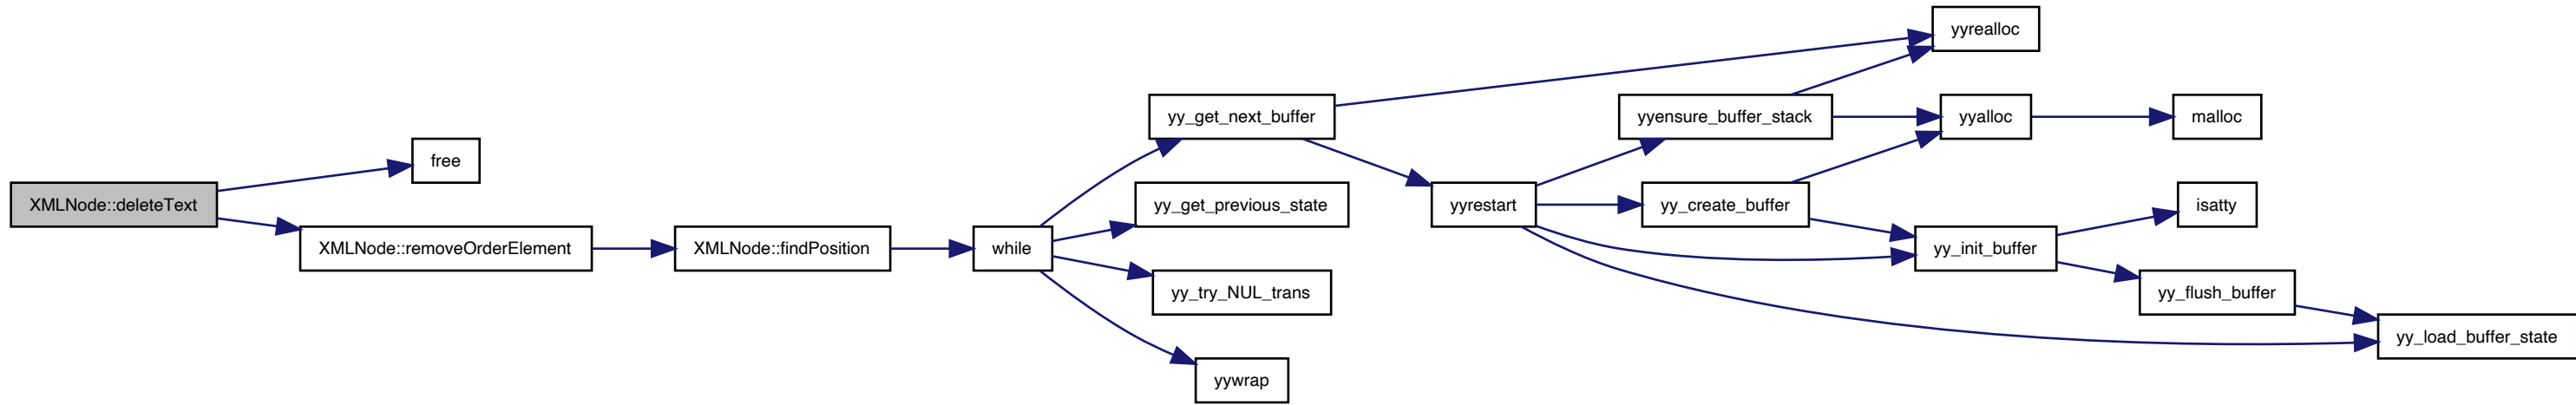 XMLNode::deleteText
free
XMLNode::removeOrderElement
XMLNode::findPosition
while
yy_get_next_buffer
yy_get_previous_state
yy_try_NUL_trans
yywrap
yyrealloc
yyrestart
yyensure_buffer_stack
yy_create_buffer
yyalloc
malloc
yy_init_buffer
isatty
yy_flush_buffer
yy_load_buffer_state